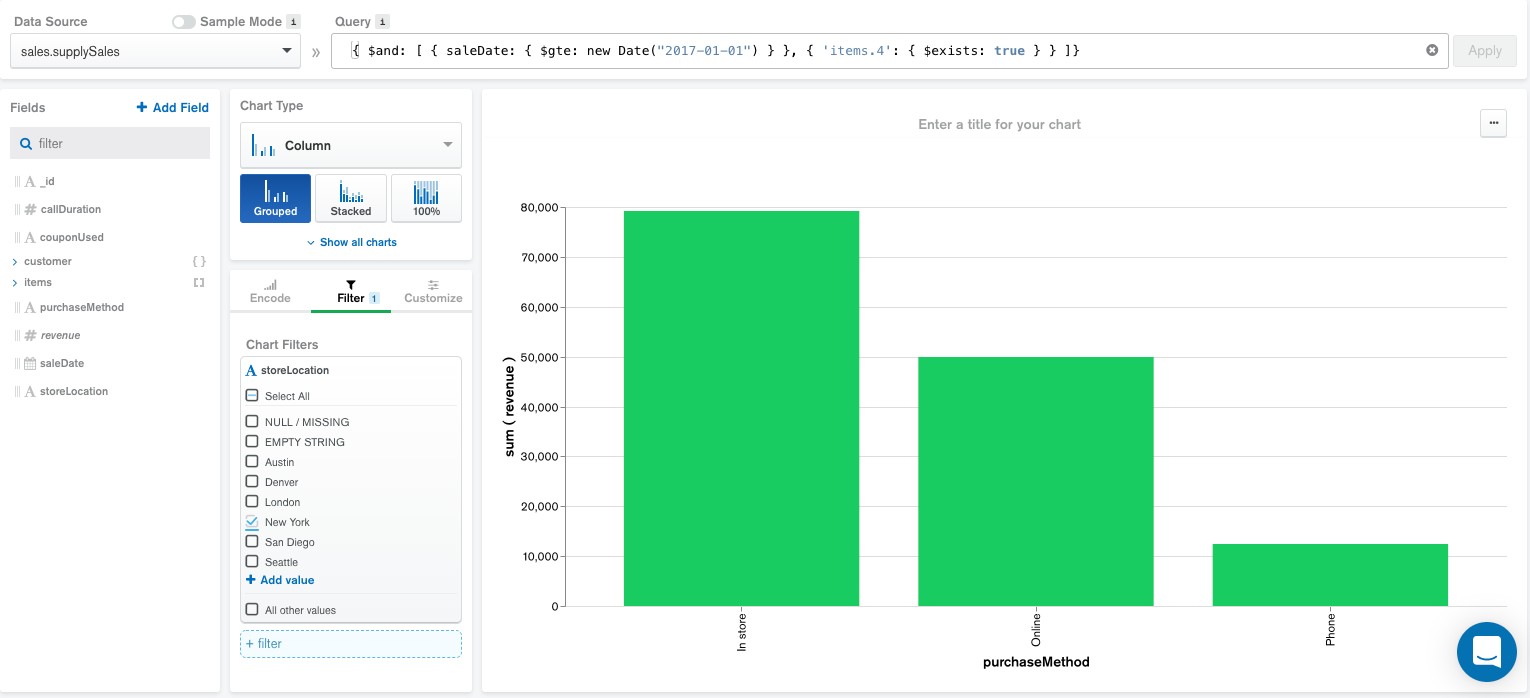 Data Source
Sample Mode i
Query i
sales.supplySales
»
{ $and: [ { saleDate: { $gte: new Date("2017-01-01") } }, { 'items.4': { $exists: true } } ]}
Apply
Fields
+ Add Field
filter
A _id
# callDuration
A couponUsed
customer { }
items [ ]
A purchaseMethod
# revenue
saleDate
A storeLocation
Chart Type
Column
Grouped
Stacked
100%
Show all charts
Encode
Filter 1
Customize
Chart Filters
A storeLocation
Select All
NULL / MISSING
EMPTY STRING
Austin
Denver
London
New York
San Diego
Seattle
+ Add value
All other values
+ filter
Enter a title for your chart
...
80,000
70,000
60,000
50,000
40,000
30,000
20,000
10,000
0
sum ( revenue )
In store
Online
Phone
purchaseMethod